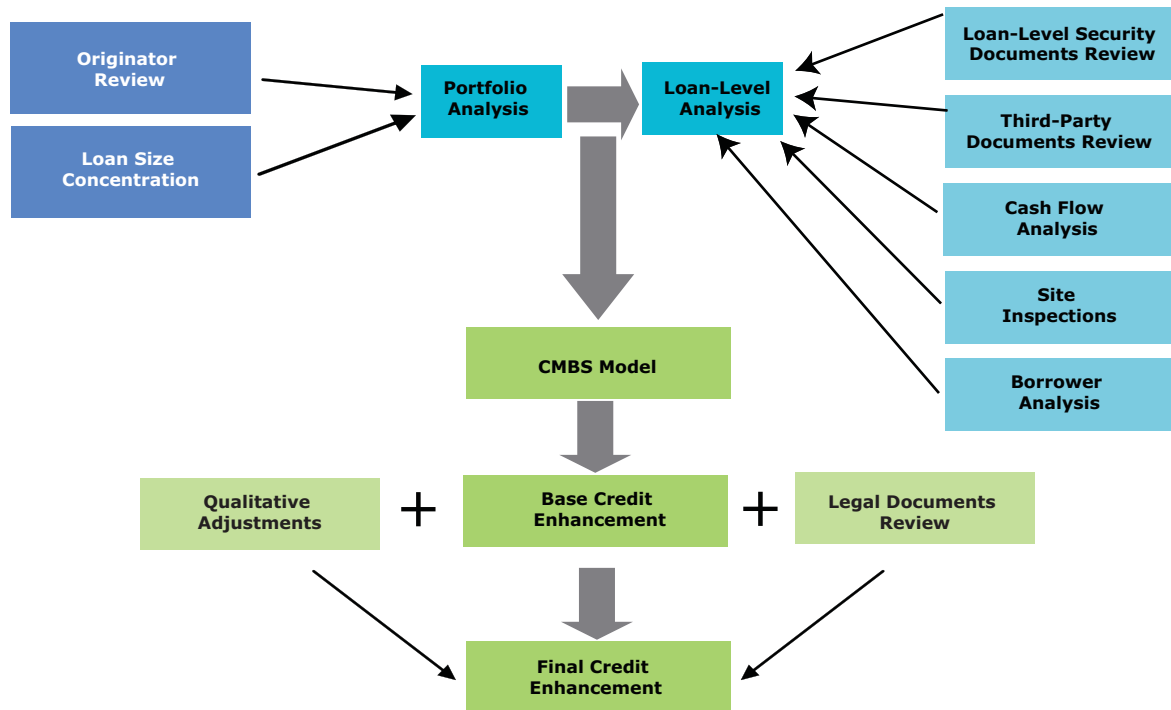 Originator
Review
Loan Size
Concentration
Portfolio
Analysis
Loan-Level
Analysis
Loan-Level Security
Documents Review
Third-Party
Documents Review
Cash Flow
Analysis
Site
Inspections
Borrower
Analysis
CMBS Model
Qualitative
Adjustments
+
Base Credit
Enhancement
+
Legal Documents
Review
Final Credit
Enhancement